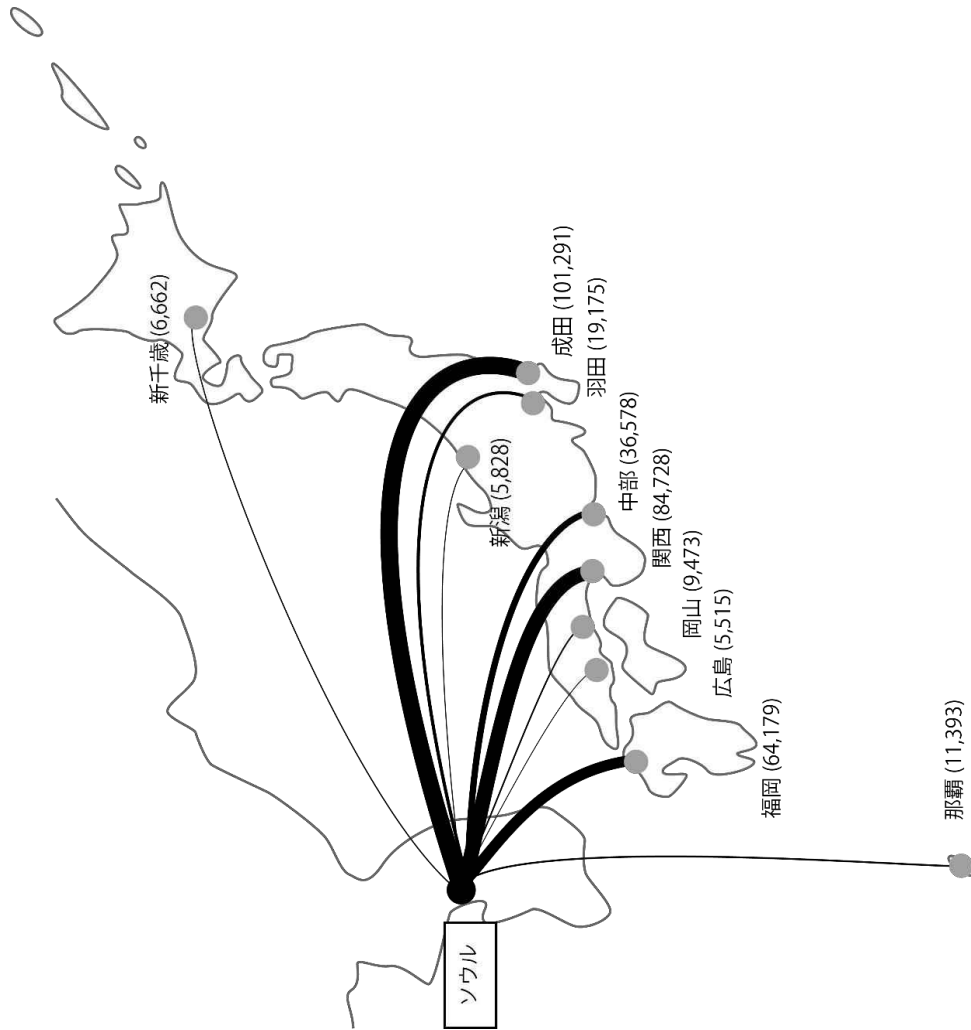 新千歳 (6,662)
成田 (101,291)
羽田 (19,175)
新潟 (5,828)
中部 (36,578)
関西 (84,728)
岡山 (9,473)
広島 (5,515)
福岡 (64,179)
那覇 (11,393)
ソウル